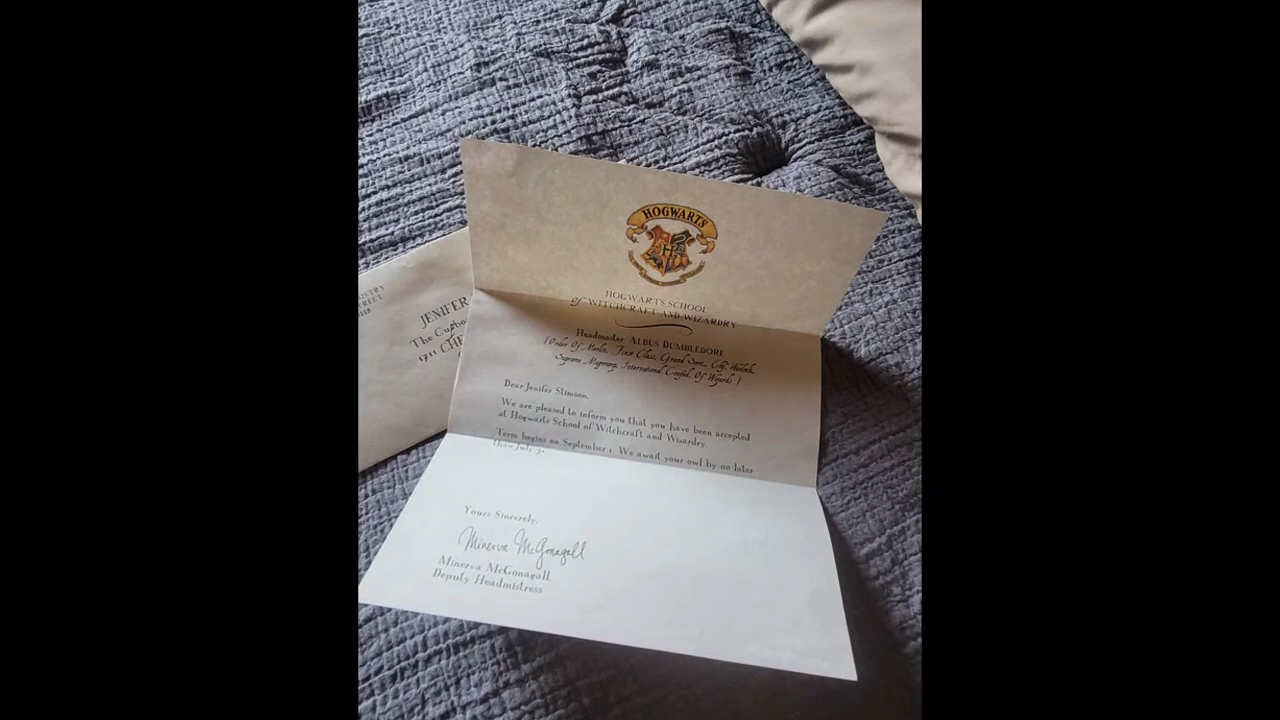 HOGWARTS
HOGWARTS SCHOOL
of WITCHCRAFT AND WIZARDRY
Headmaster ALBUS DUMBLEDORE
(Order Of Merlin, First Class, Grand Sorc., Chf. Warlock,
Supreme Mugwump, International Confed. Of Wizards )
Dear Jenifer Stimson,
We are pleased to inform you that you have been accepted
at Hogwarts School of Witchcraft and Wizardry.
Term begins on September 1. We await your owl by no later
than July 31.
Yours Sincerely,
Minerva McGonagall
Minerva McGonagall,
Deputy Headmistress
JENIFER
The Cupbo